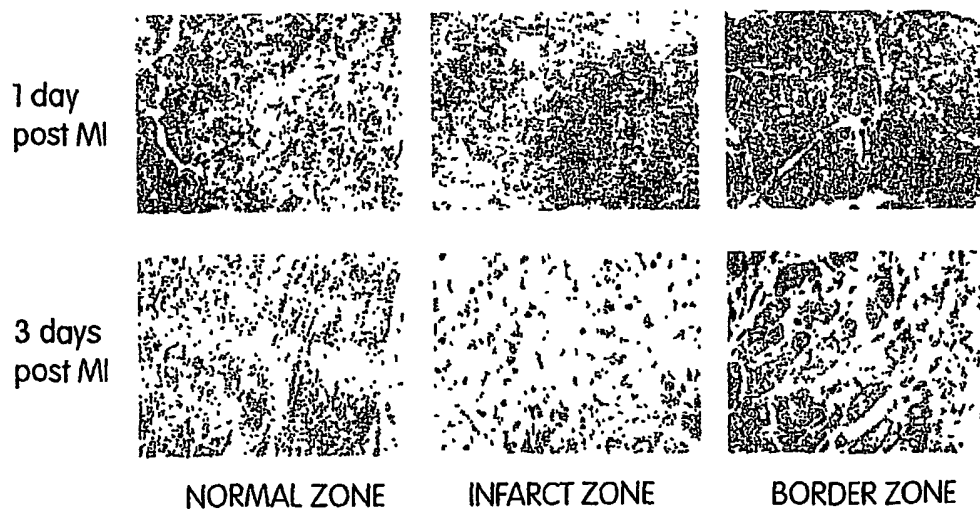 1 day
post MI
3 days
post MI
NORMAL ZONE
INFARCT ZONE
BORDER ZONE